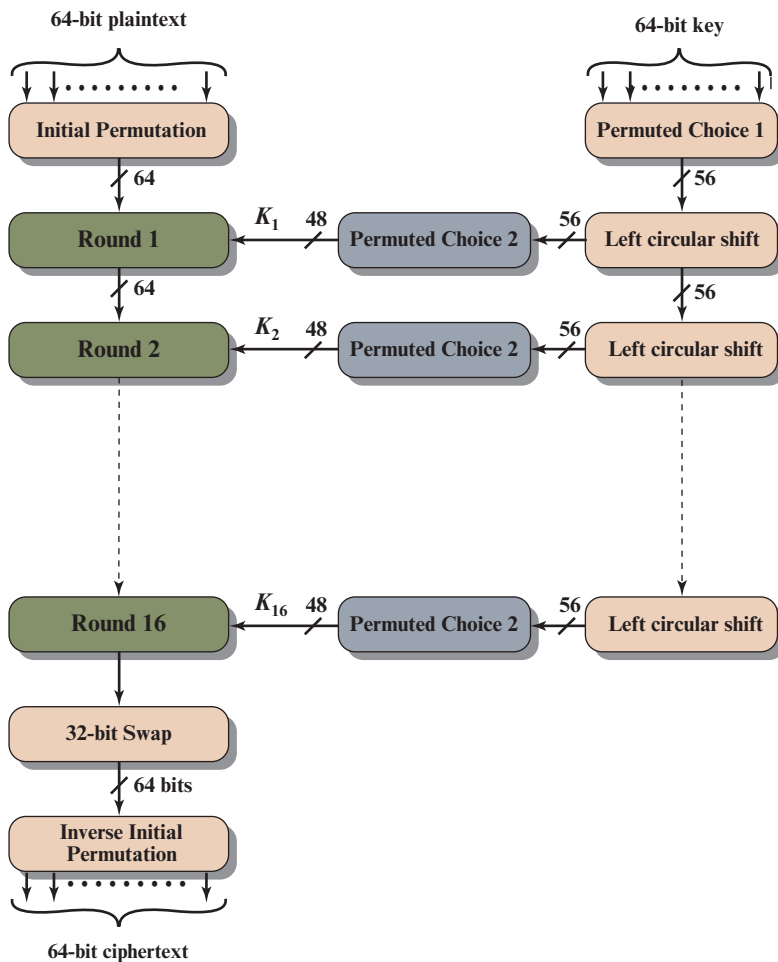 64-bit plaintext
64-bit key
Initial Permutation
Permuted Choice 1
64
56
Round 1
K1
48
Permuted Choice 2
56
Left circular shift
64
56
Round 2
K2
48
Permuted Choice 2
56
Left circular shift
Round 16
K16
48
Permuted Choice 2
56
Left circular shift
32-bit Swap
64 bits
Inverse Initial
Permutation
64-bit ciphertext